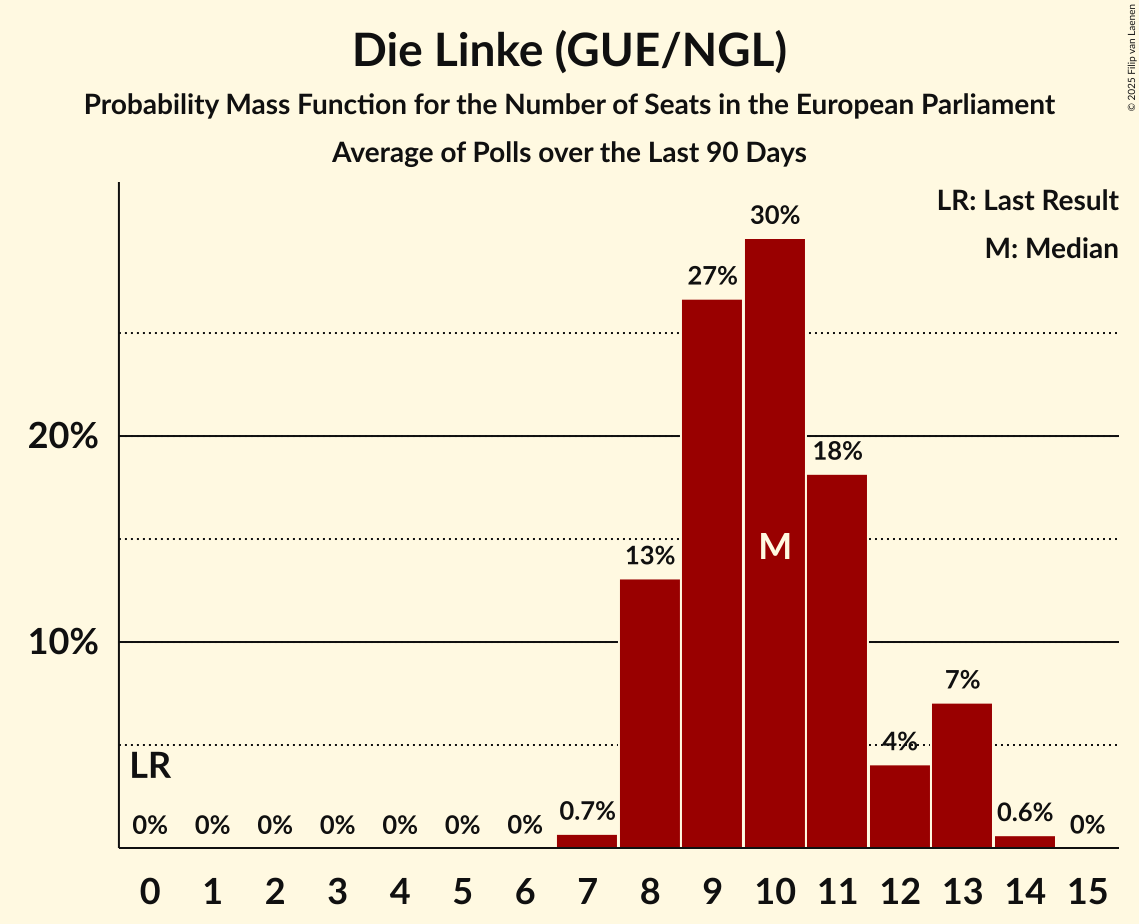 Die Linke (GUE/NGL)
Probability Mass Function for the Number of Seats in the European Parliament
Average of Polls over the Last 90 Days
© 2025 Filip van Laenen
LR: Last Result
M: Median
30%
27%
20%
18%
13%
M
10%
7%
4%
LR
0% 0% 0% 0% 0% 0% 0% 0.7% 0.6% 0%
0 1 2 3 4 5 6 7 8 9 10 11 12 13 14 15